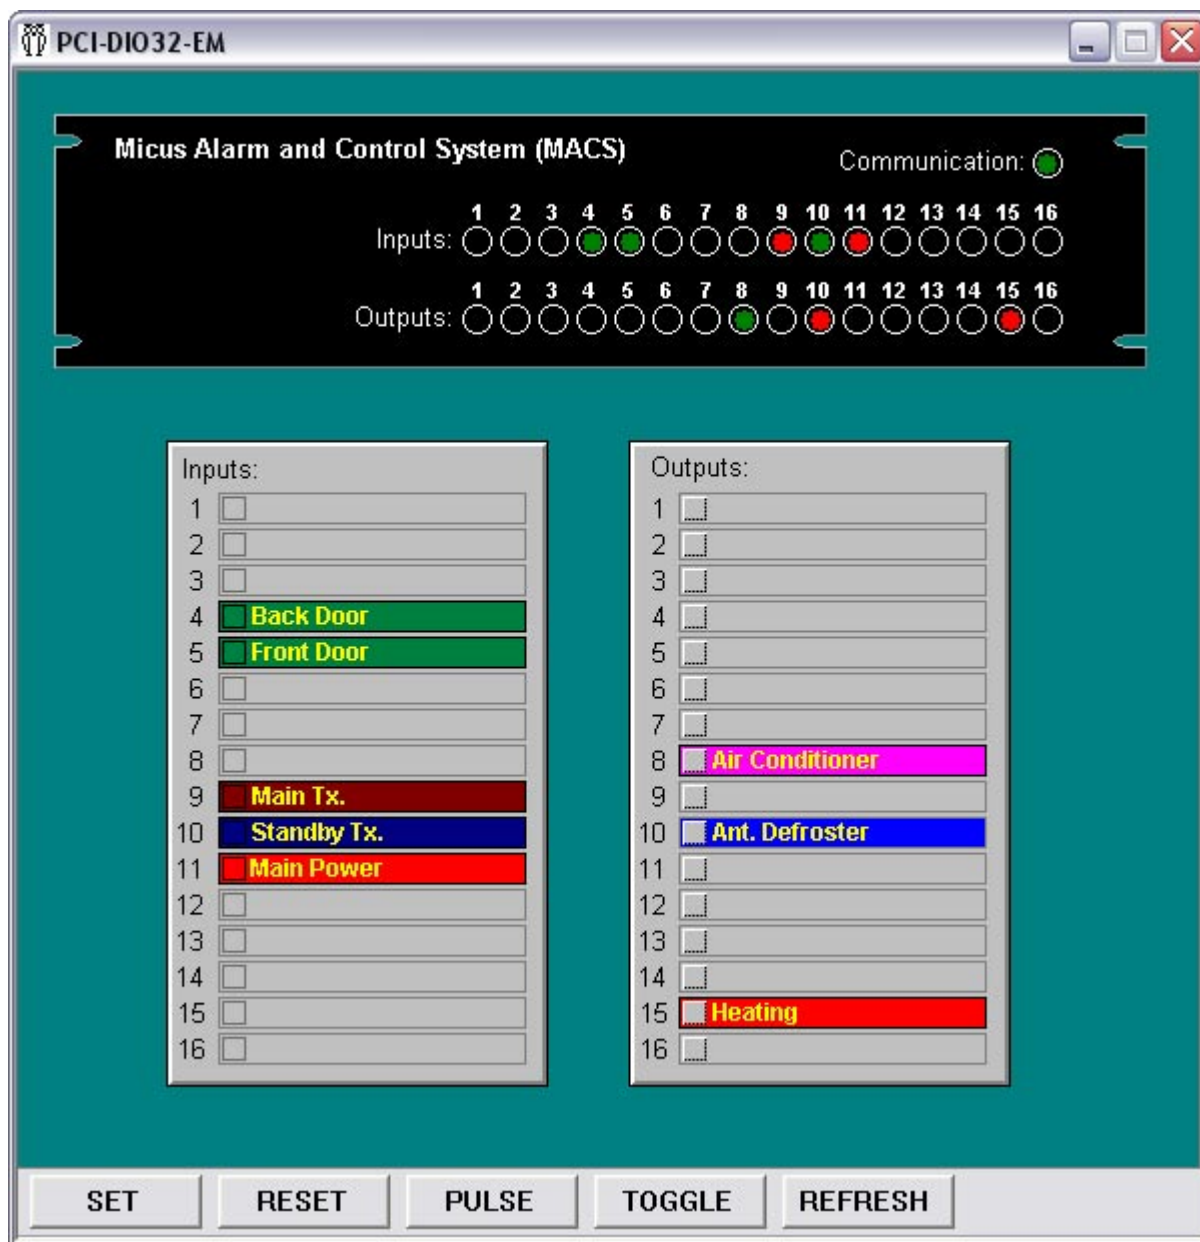 PCI-DIO32-EM
Micus Alarm and Control System (MACS)
Communication:
1 2 3 4 5 6 7 8 9 10 11 12 13 14 15 16
Inputs:
1 2 3 4 5 6 7 8 9 10 11 12 13 14 15 16
Outputs:
Inputs:
1
2
3
4 Back Door
5 Front Door
6
7
8
9 Main Tx.
10 Standby Tx.
11 Main Power
12
13
14
15
16
Outputs:
1
2
3
4
5
6
7
8 Air Conditioner
9
10 Ant. Defroster
11
12
13
14
15 Heating
16
SET RESET PULSE TOGGLE REFRESH